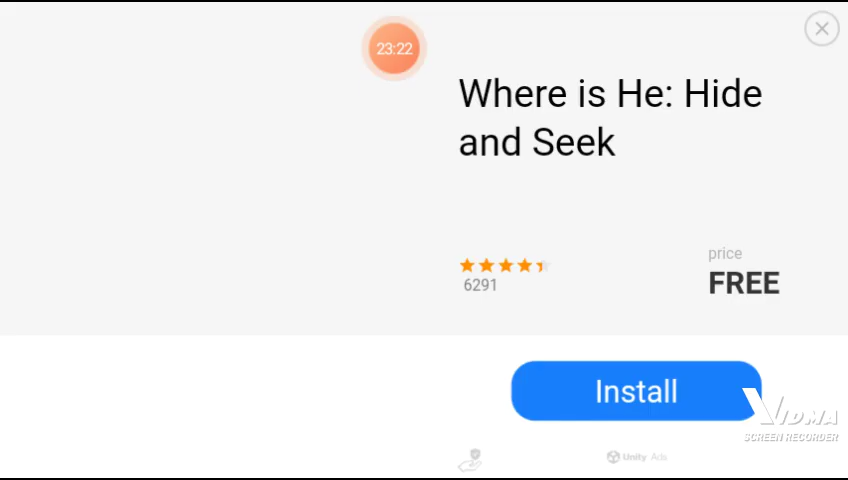 23:22
Where is He: Hide
and Seek
price
6291
FREE
Install
VIDMA
SCREEN RECORDER
Unity Ads